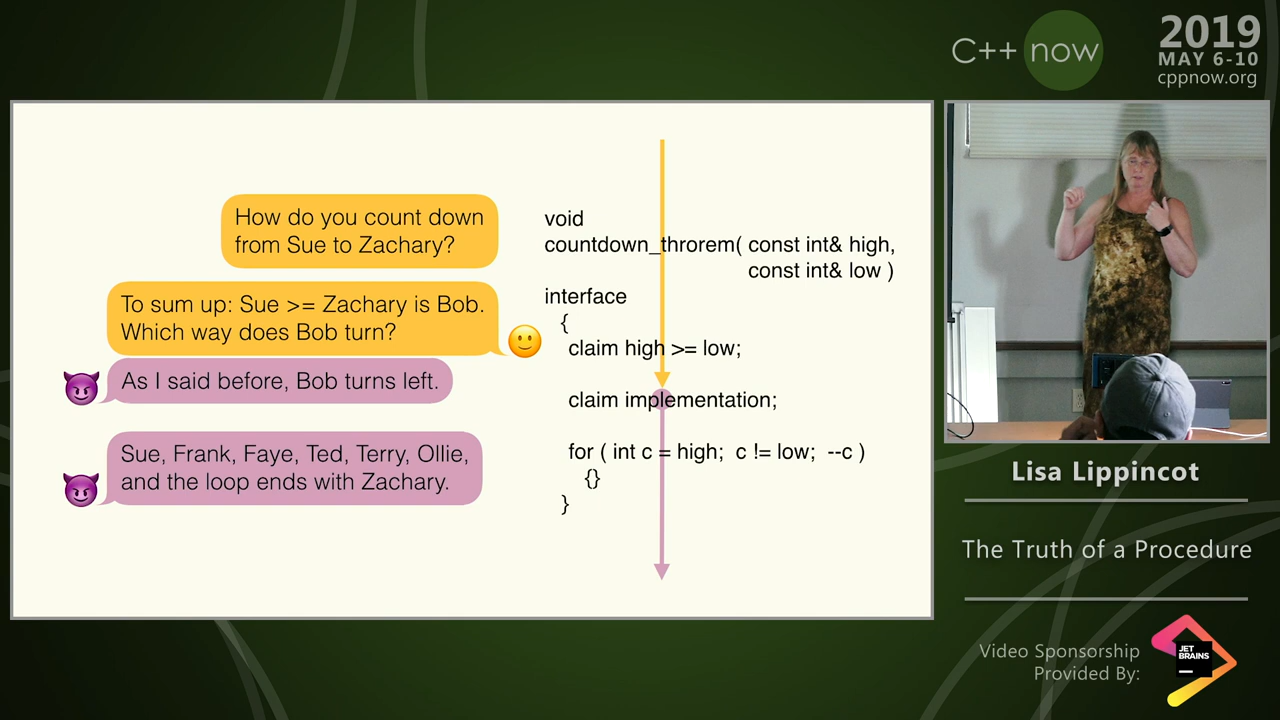 C++ now
2019
MAY 6-10
cppnow.org
How do you count down
from Sue to Zachary?
To sum up: Sue >= Zachary is Bob.
Which way does Bob turn?
As I said before, Bob turns left.
Sue, Frank, Faye, Ted, Terry, Ollie,
and the loop ends with Zachary.
void
countdown_throrem( const int& high,
const int& low )
interface
{
claim high >= low;
claim implementation;
for ( int c = high; c != low; --c )
{}
}
Lisa Lippincot
The Truth of a Procedure
Video Sponsorship
Provided By:
JET
BRAINS